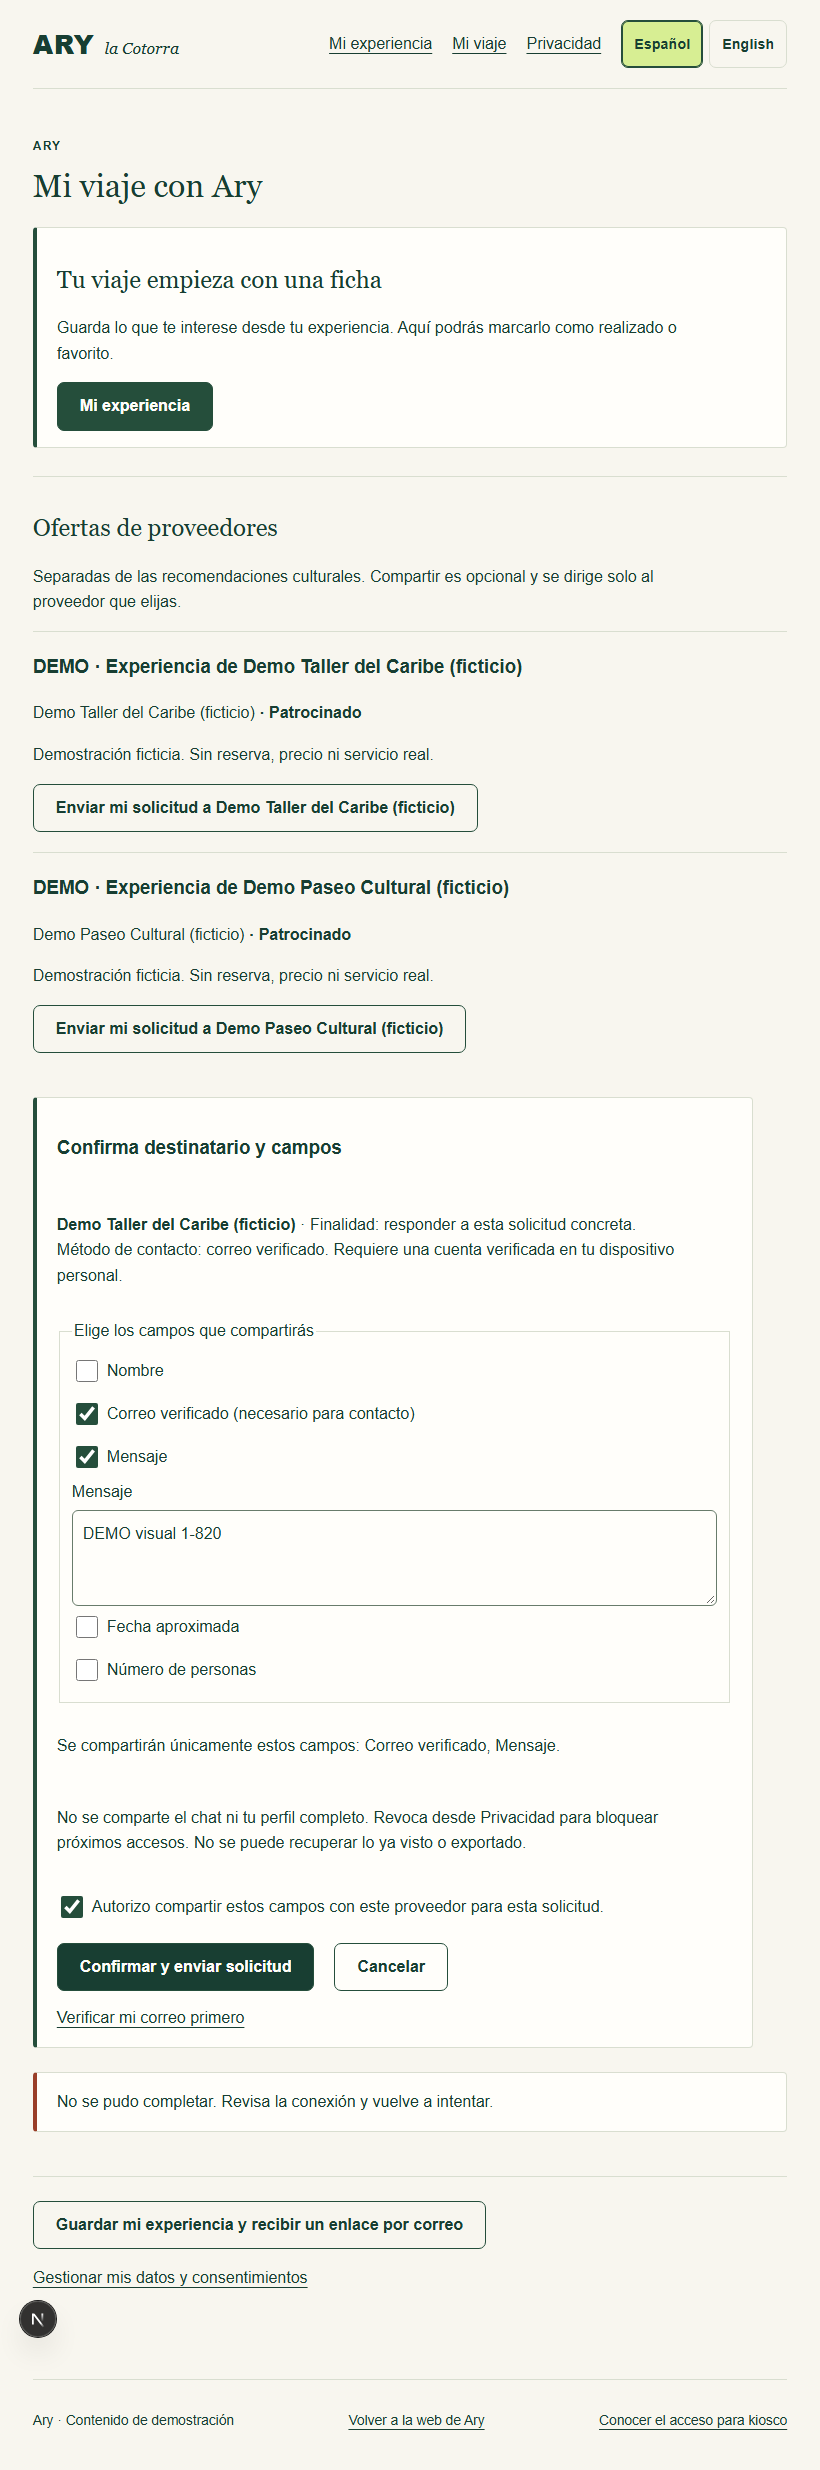 ARY la Cotorra
Mi experiencia
Mi viaje
Privacidad
Español
English
ARY
Mi viaje con Ary
Tu viaje empieza con una ficha
Guarda lo que te interese desde tu experiencia. Aquí podrás marcarlo como realizado o
favorito.
Mi experiencia
Ofertas de proveedores
Separadas de las recomendaciones culturales. Compartir es opcional y se dirige solo al
proveedor que elijas.
DEMO · Experiencia de Demo Taller del Caribe (ficticio)
Demo Taller del Caribe (ficticio) · Patrocinado
Demostración ficticia. Sin reserva, precio ni servicio real.
Enviar mi solicitud a Demo Taller del Caribe (ficticio)
DEMO · Experiencia de Demo Paseo Cultural (ficticio)
Demo Paseo Cultural (ficticio) · Patrocinado
Demostración ficticia. Sin reserva, precio ni servicio real.
Enviar mi solicitud a Demo Paseo Cultural (ficticio)
Confirma destinatario y campos
Demo Taller del Caribe (ficticio) · Finalidad: responder a esta solicitud concreta.
Método de contacto: correo verificado. Requiere una cuenta verificada en tu dispositivo
personal.
Elige los campos que compartirás
Nombre
Correo verificado (necesario para contacto)
Mensaje
Mensaje
DEMO visual 1-820
Fecha aproximada
Número de personas
Se compartirán únicamente estos campos: Correo verificado, Mensaje.
No se comparte el chat ni tu perfil completo. Revoca desde Privacidad para bloquear
próximos accesos. No se puede recuperar lo ya visto o exportado.
Autorizo compartir estos campos con este proveedor para esta solicitud.
Confirmar y enviar solicitud
Cancelar
Verificar mi correo primero
No se pudo completar. Revisa la conexión y vuelve a intentar.
Guardar mi experiencia y recibir un enlace por correo
Gestionar mis datos y consentimientos
N
Ary · Contenido de demostración
Volver a la web de Ary
Conocer el acceso para kiosco